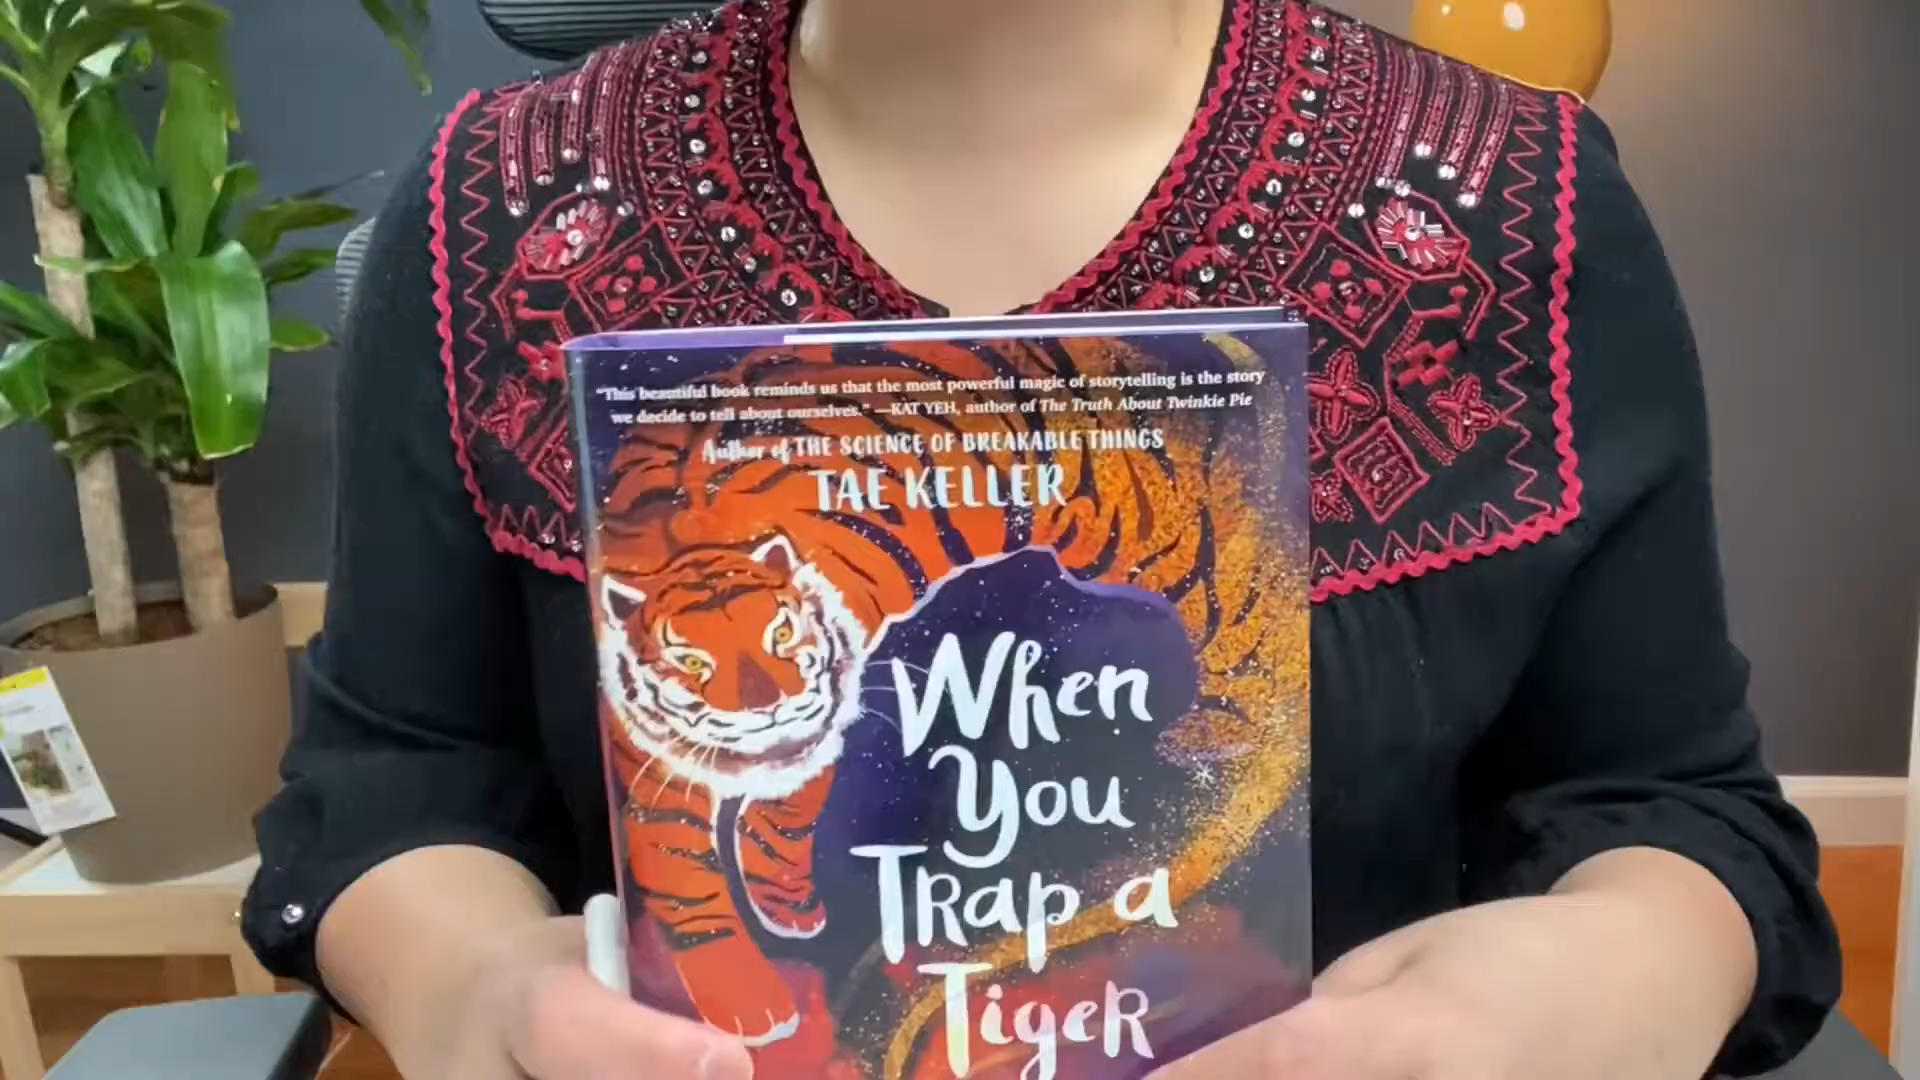 "This beautiful book reminds us that the most powerful magic of storytelling is the story
we decide to tell about ourselves." —KAT YEH, author of The Truth About Twinkie Pie
Author of THE SCIENCE OF BREAKABLE THINGS
TAE KELLER
When
You
TRap a
TigeR